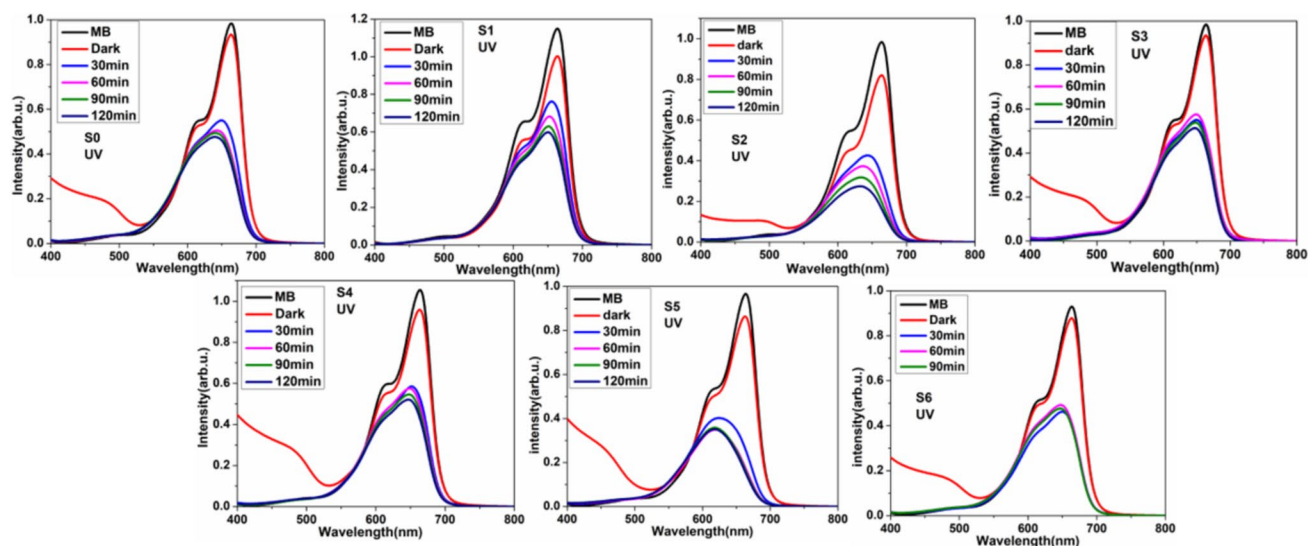 Intensity(arb.u.)
1.0
0.8
0.6
0.4
0.2
0.0
MB
Dark
30min
60min
90min
120min
S0
UV
400 500 600 700 800
Wavelength(nm)
intensity(arb.u.)
1.2
1.0
0.8
0.6
0.4
0.2
0.0
MB
Dark
30min
60min
90min
120min
S1
UV
400 500 600 700 800
Wavelength(nm)
intensity(arb.u.)
1.0
0.8
0.6
0.4
0.2
0.0
MB
dark
30min
60min
90min
120min
S2
UV
400 500 600 700 800
Wavelength(nm)
intensity(arb.u.)
1.0
0.8
0.6
0.4
0.2
0.0
MB
dark
30min
60min
90min
120min
S3
UV
400 500 600 700 800
Wavelength(nm)
Intensity(arb.u.)
1.0
0.8
0.6
0.4
0.2
0.0
MB
Dark
30min
60min
90min
120min
S4
UV
400 500 600 700 800
Wavelength(nm)
intensity(arb.u.)
1.0
0.8
0.6
0.4
0.2
0.0
MB
dark
30min
60min
90min
120min
S5
UV
400 500 600 700 800
Wavelength(nm)
intensity(arb.u.)
1.0
0.8
0.6
0.4
0.2
0.0
MB
Dark
30min
60min
90min
S6
UV
400 500 600 700 800
Wavelength(nm)